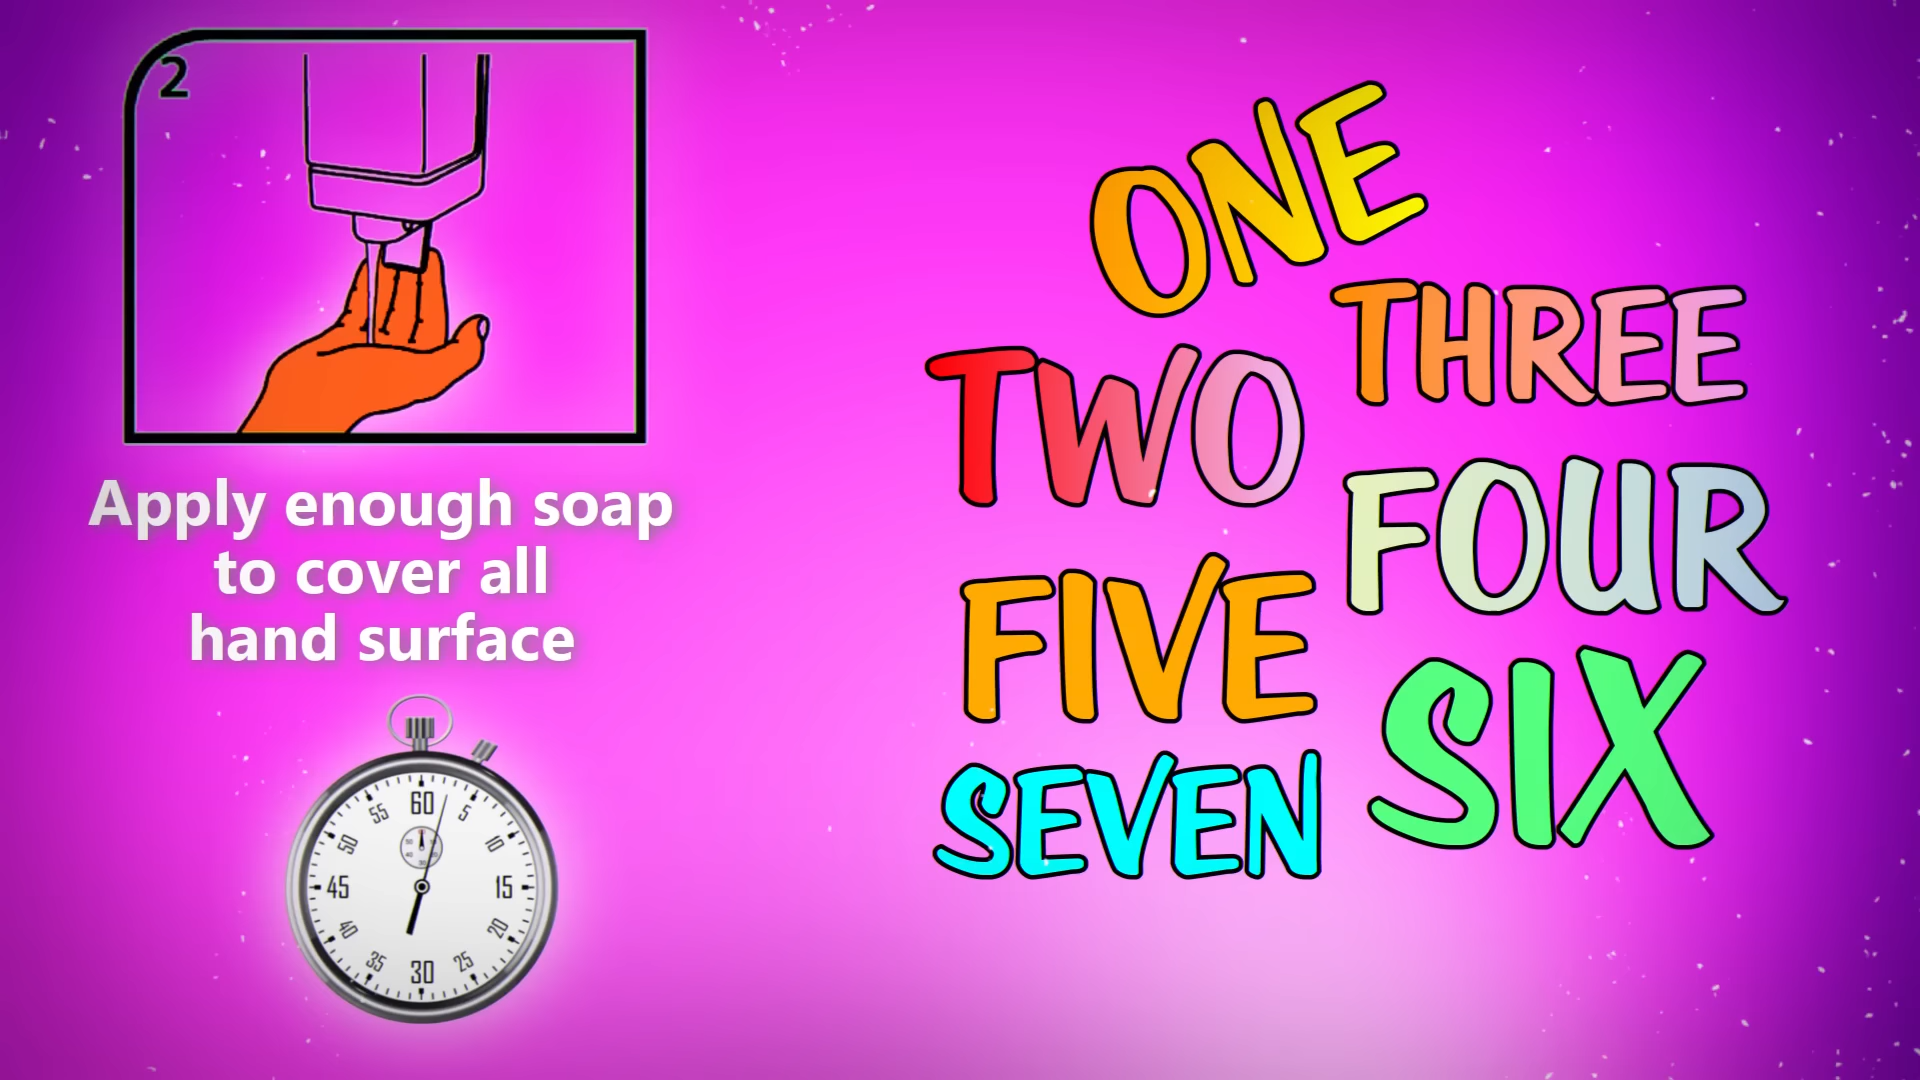 2
Apply enough soap
to cover all
hand surface
60
5
10
15
20
25
30
35
40
45
50
55
ONE
TWO
THREE
FOUR
FIVE
SIX
SEVEN